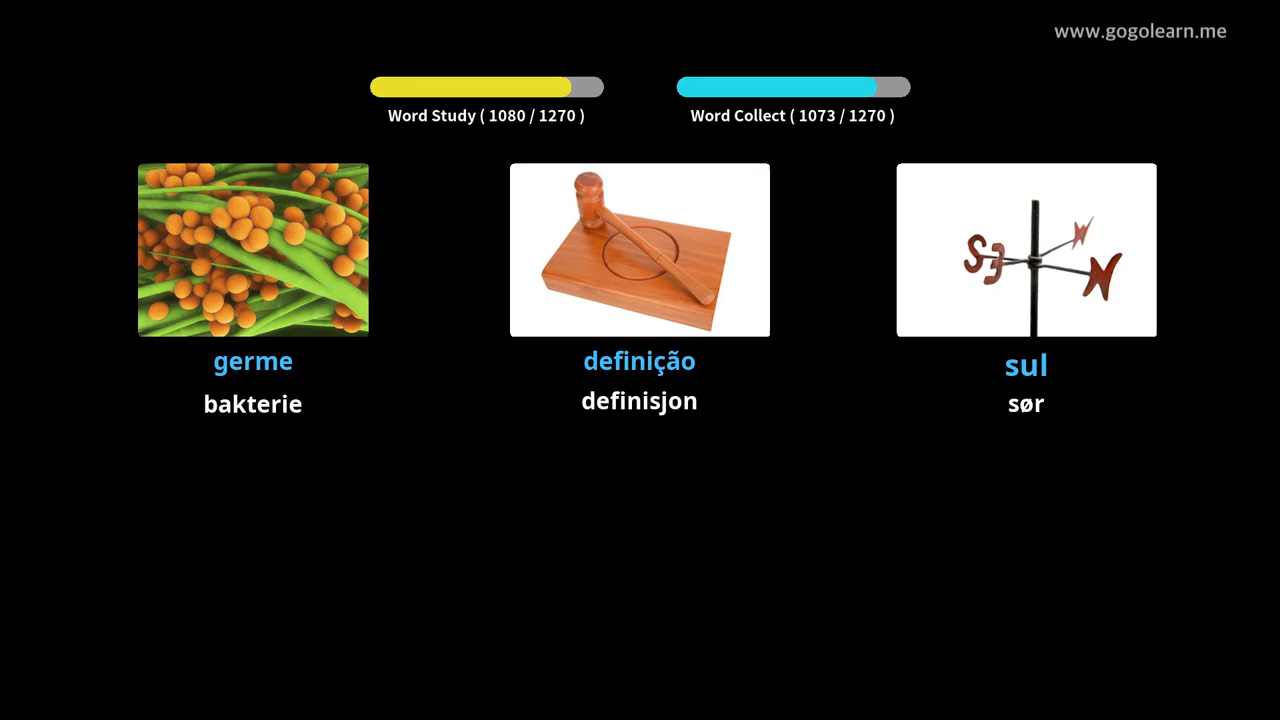 www.gogolearn.me
Word Study ( 1080 / 1270 )
Word Collect ( 1073 / 1270 )
S
E
N
germe
definição
sul
bakterie
definisjon
sør